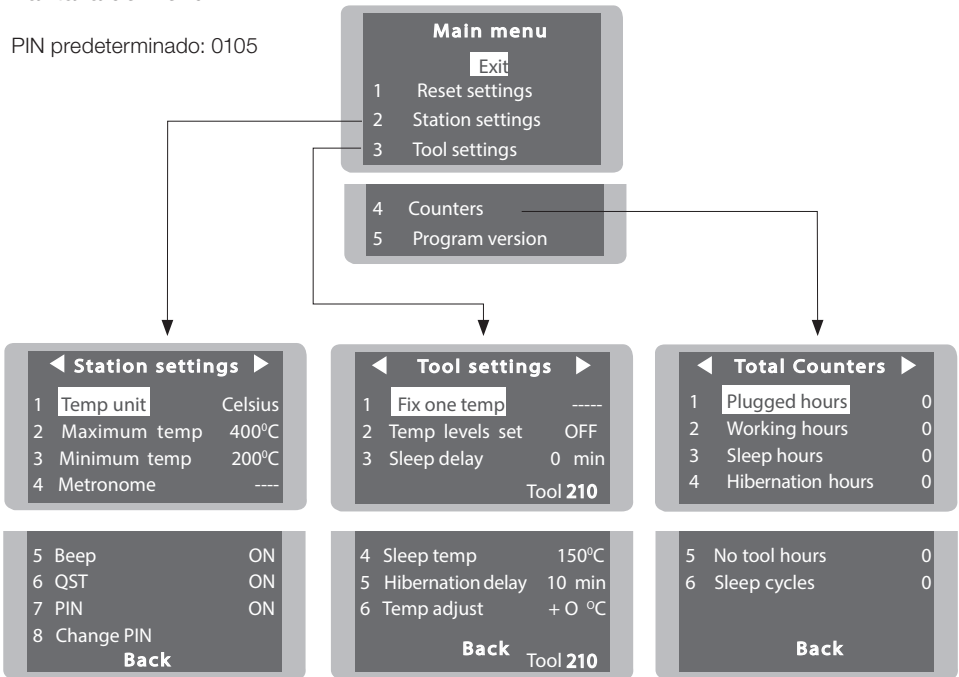 PIN predeterminado: 0105
Main menu
Exit
1 Reset settings
2 Station settings
3 Tool settings
4 Counters
5 Program version
◀ Station settings ▶
1 Temp unit Celsius
2 Maximum temp 400⁰C
3 Minimum temp 200⁰C
4 Metronome ----
5 Beep ON
6 QST ON
7 PIN ON
8 Change PIN
Back
◀ Tool settings ▶
1 Fix one temp -----
2 Temp levels set OFF
3 Sleep delay 0 min
Tool 210
4 Sleep temp 150⁰C
5 Hibernation delay 10 min
6 Temp adjust + O ᴼC
Back
Tool 210
◀ Total Counters ▶
1 Plugged hours 0
2 Working hours 0
3 Sleep hours 0
4 Hibernation hours 0
5 No tool hours 0
6 Sleep cycles 0
Back